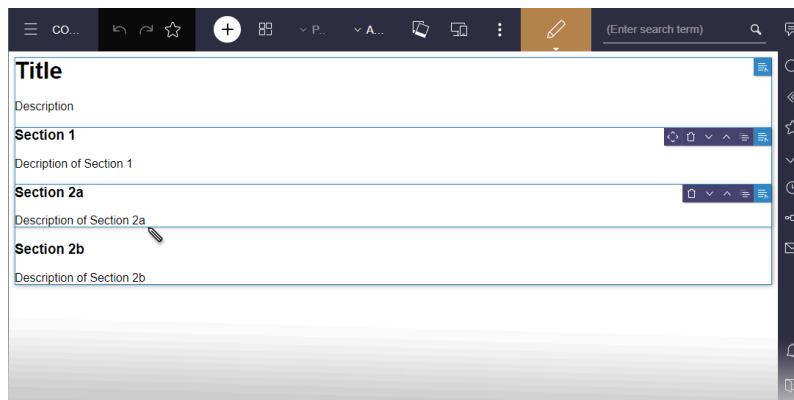 CO...
P..
A...
(Enter search term)
Title
Description
Section 1
Decription of Section 1
Section 2a
Description of Section 2a
Section 2b
Description of Section 2b